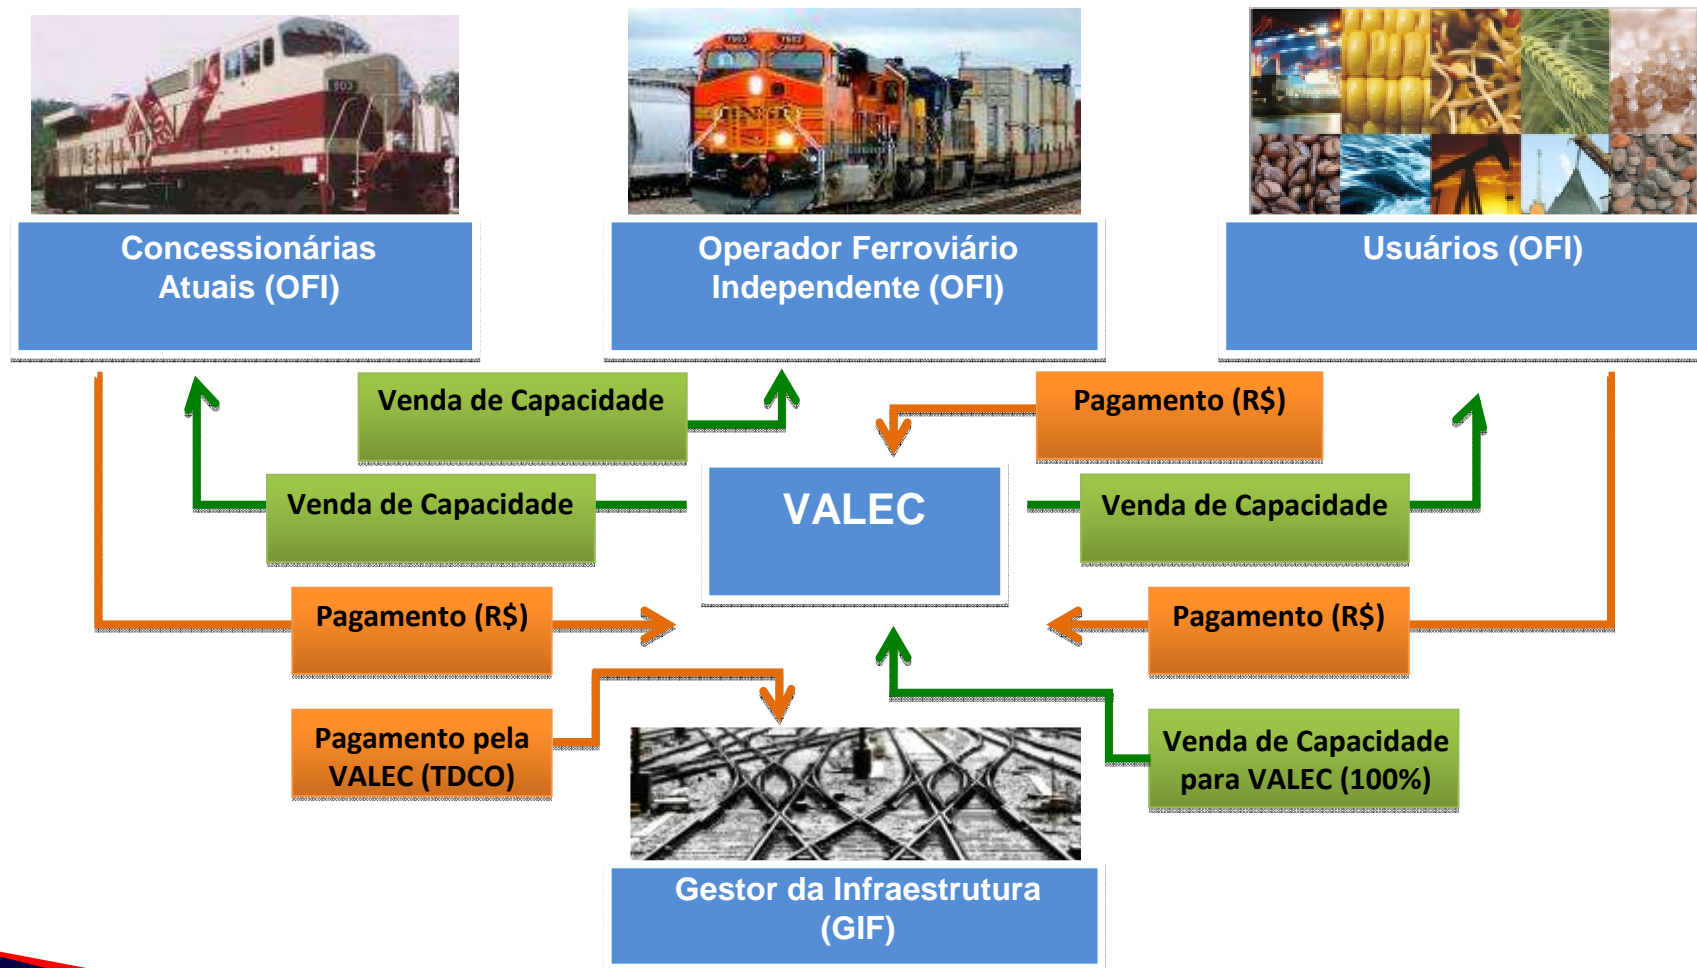 Concessionárias
Atuais (OFI)
Operador Ferroviário
Independente (OFI)
Usuários (OFI)
Venda de Capacidade
Pagamento (R$)
Venda de Capacidade
VALEC
Venda de Capacidade
Pagamento (R$)
Pagamento (R$)
Pagamento pela
VALEC (TDCO)
Venda de Capacidade
para VALEC (100%)
Gestor da Infraestrutura
(GIF)